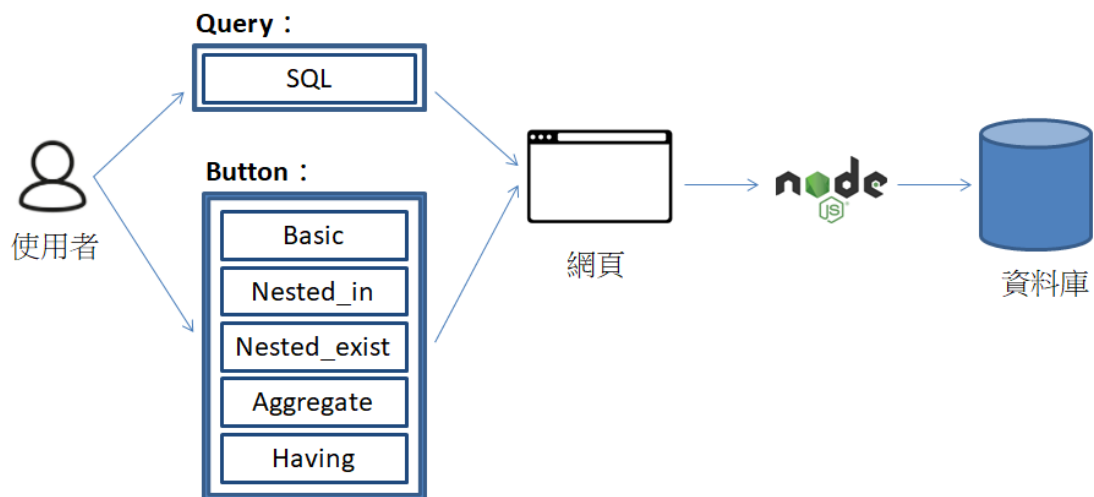 Query：
SQL
使用者
Button：
Basic
Nested_in
Nested_exist
Aggregate
Having
網頁
node
JS
®
資料庫